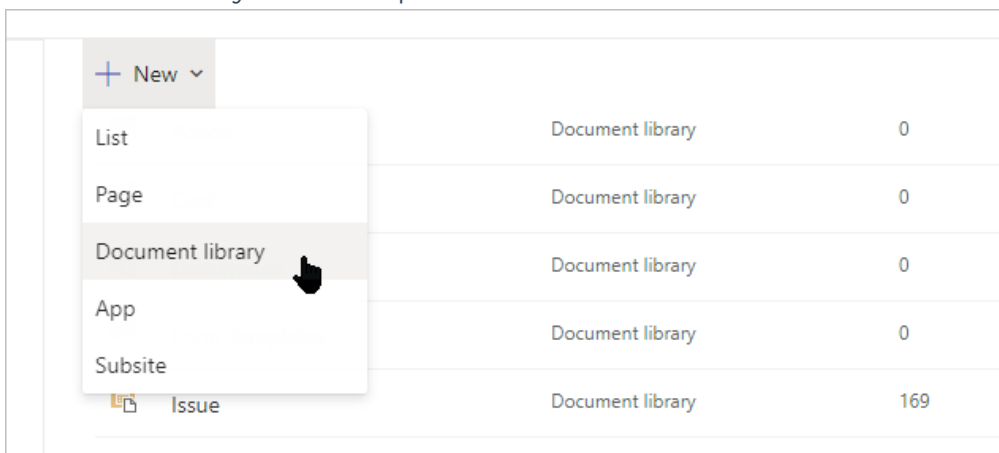 New
List
Document library 0
Page
Document library 0
Document library
Document library 0
App
Document library 0
Subsite
Issue Document library 169